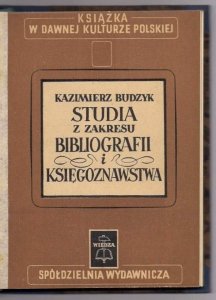 KSIĄŻKA
W DAWNEJ KULTURZE POLSKIEJ
KAZIMIERZ BUDZYK
STUDIA
Z ZAKRESU
BIBLIOGRAFII
i
KSIĘGOZNAWSTWA
WIEDZA
SPÓŁDZIELNIA WYDAWNICZA